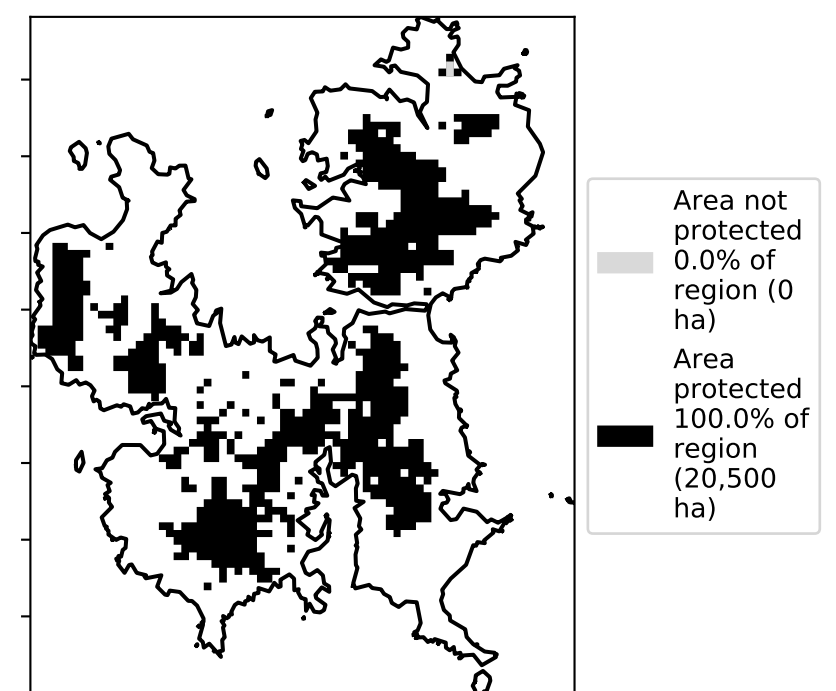 Area not
protected
0.0% of
region (0
ha)
Area
protected
100.0% of
region
(20,500
ha)